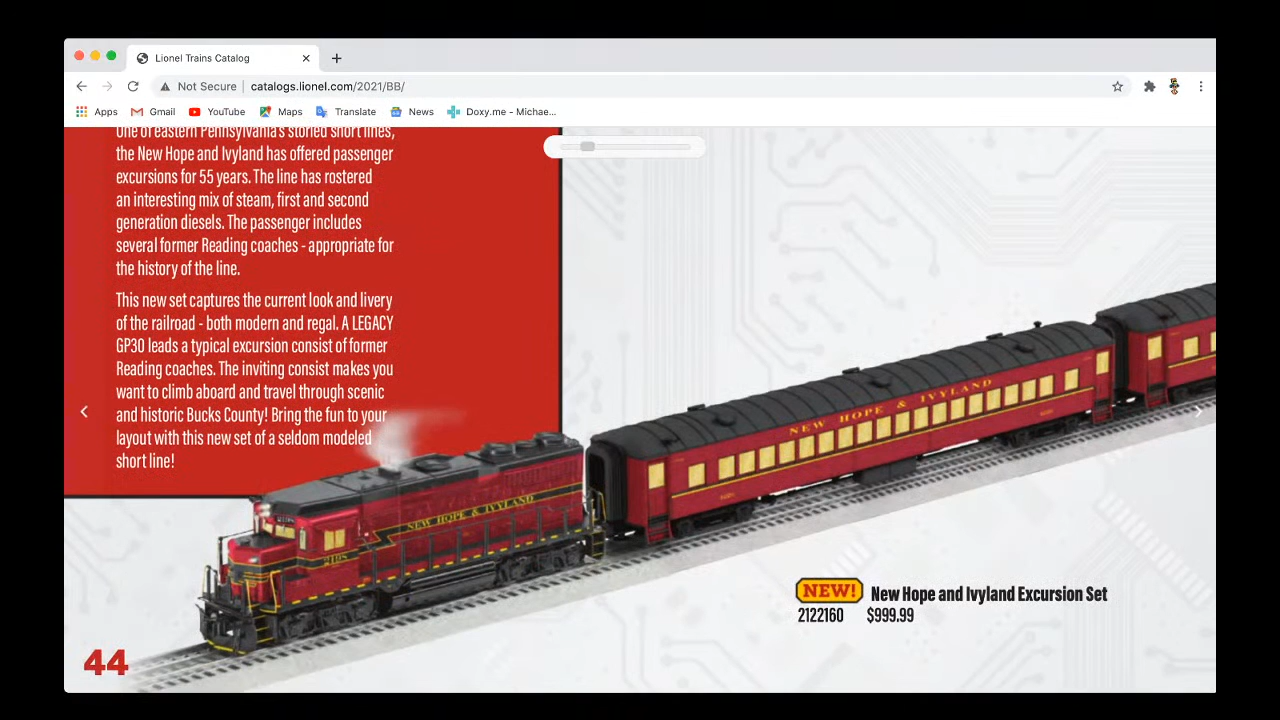 Lionel Trains Catalog
Not Secure | catalogs.lionel.com/2021/BB/
Apps Gmail YouTube Maps Translate News Doxy.me - Michae...
One of eastern Pennsylvania's storied short lines,
the New Hope and Ivyland has offered passenger
excursions for 55 years. The line has rostered
an interesting mix of steam, first and second
generation diesels. The passenger includes
several former Reading coaches - appropriate for
the history of the line.
This new set captures the current look and livery
of the railroad - both modern and regal. A LEGACY
GP30 leads a typical excursion consist of former
Reading coaches. The inviting consist makes you
want to climb aboard and travel through scenic
and historic Bucks County! Bring the fun to your
layout with this new set of a seldom modeled
short line!
NEW HOPE & IVYLAND
NEW HOPE & IVYLAND
2198
NEW! New Hope and Ivyland Excursion Set
2122160 $999.99
44